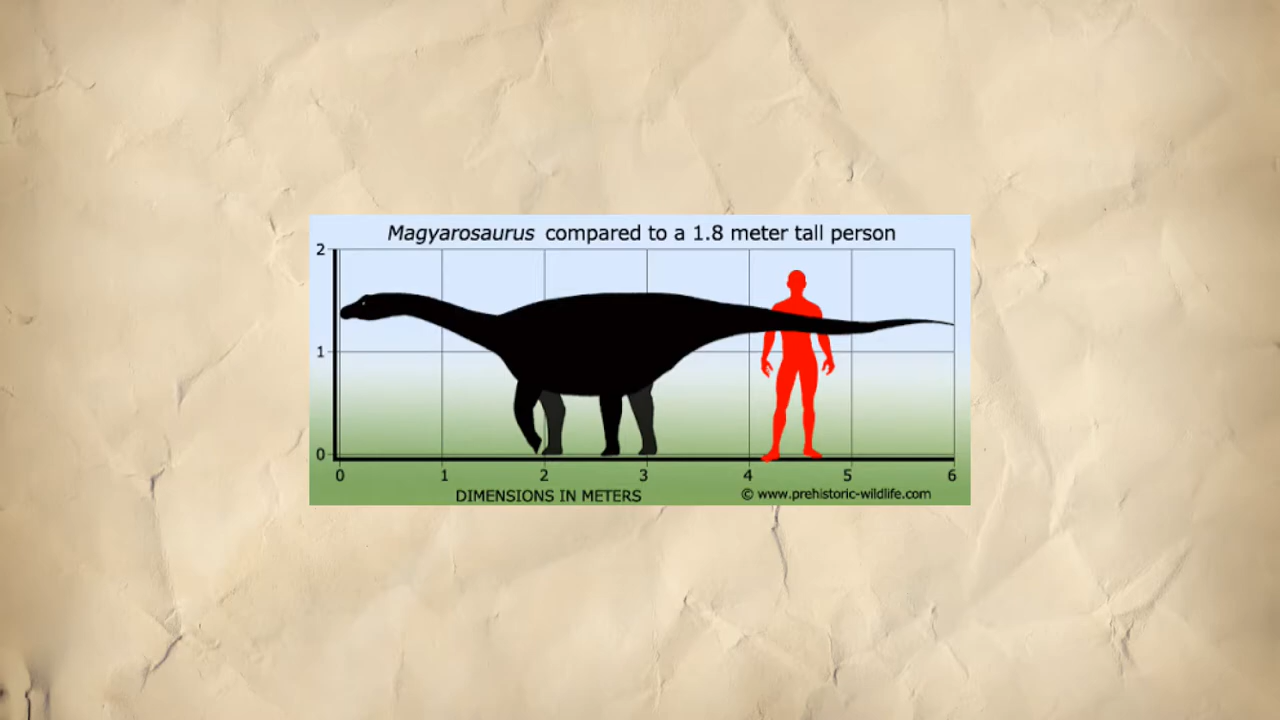 Magyarosaurus compared to a 1.8 meter tall person
2
1
0
0 1 2 3 4 5 6
DIMENSIONS IN METERS © www.prehistoric-wildlife.com